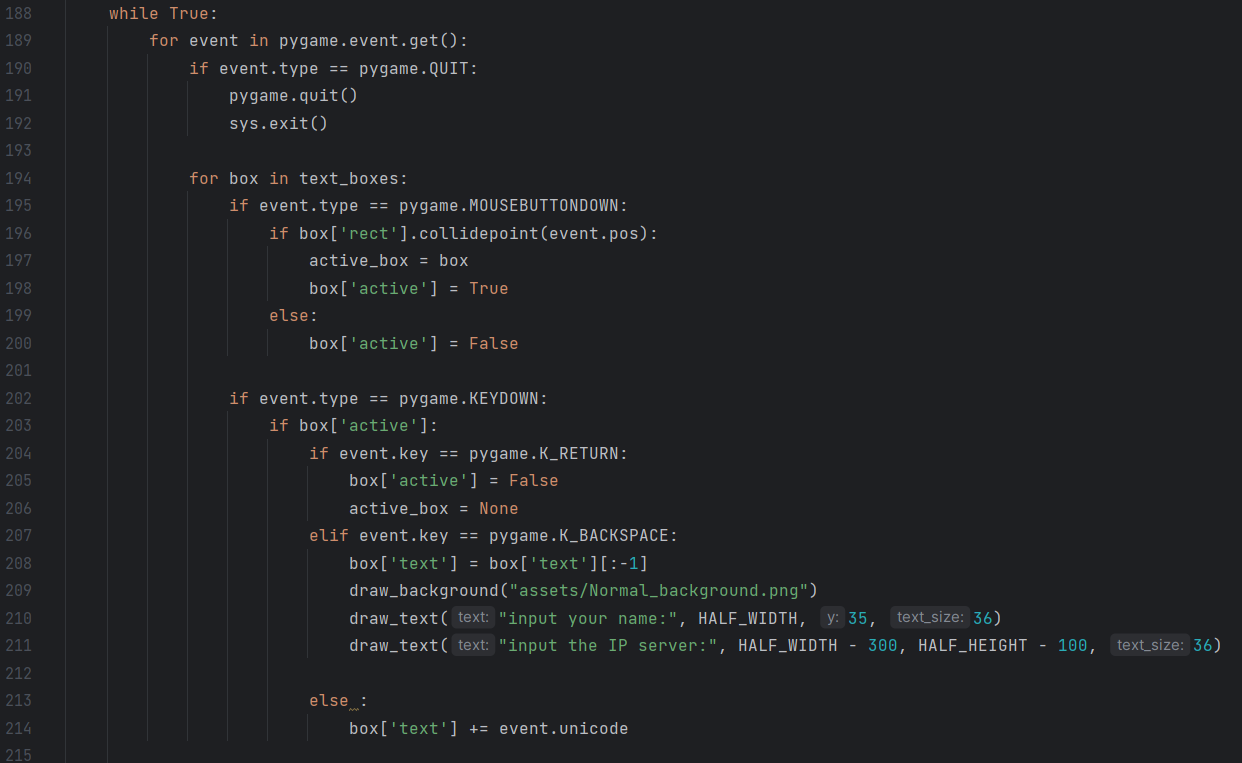 188 while True:
189 for event in pygame.event.get():
190 if event.type == pygame.QUIT:
191 pygame.quit()
192 sys.exit()
193
194 for box in text_boxes:
195 if event.type == pygame.MOUSEBUTTONDOWN:
196 if box['rect'].collidepoint(event.pos):
197 active_box = box
198 box['active'] = True
199 else:
200 box['active'] = False
201
202 if event.type == pygame.KEYDOWN:
203 if box['active']:
204 if event.key == pygame.K_RETURN:
205 box['active'] = False
206 active_box = None
207 elif event.key == pygame.K_BACKSPACE:
208 box['text'] = box['text'][:-1]
209 draw_background("assets/Normal_background.png")
210 draw_text( text: "input your name:", HALF_WIDTH, y: 35, text_size: 36)
211 draw_text( text: "input the IP server:", HALF_WIDTH - 300, HALF_HEIGHT - 100, text_size: 36)
212
213 else :
214 box['text'] += event.unicode
215